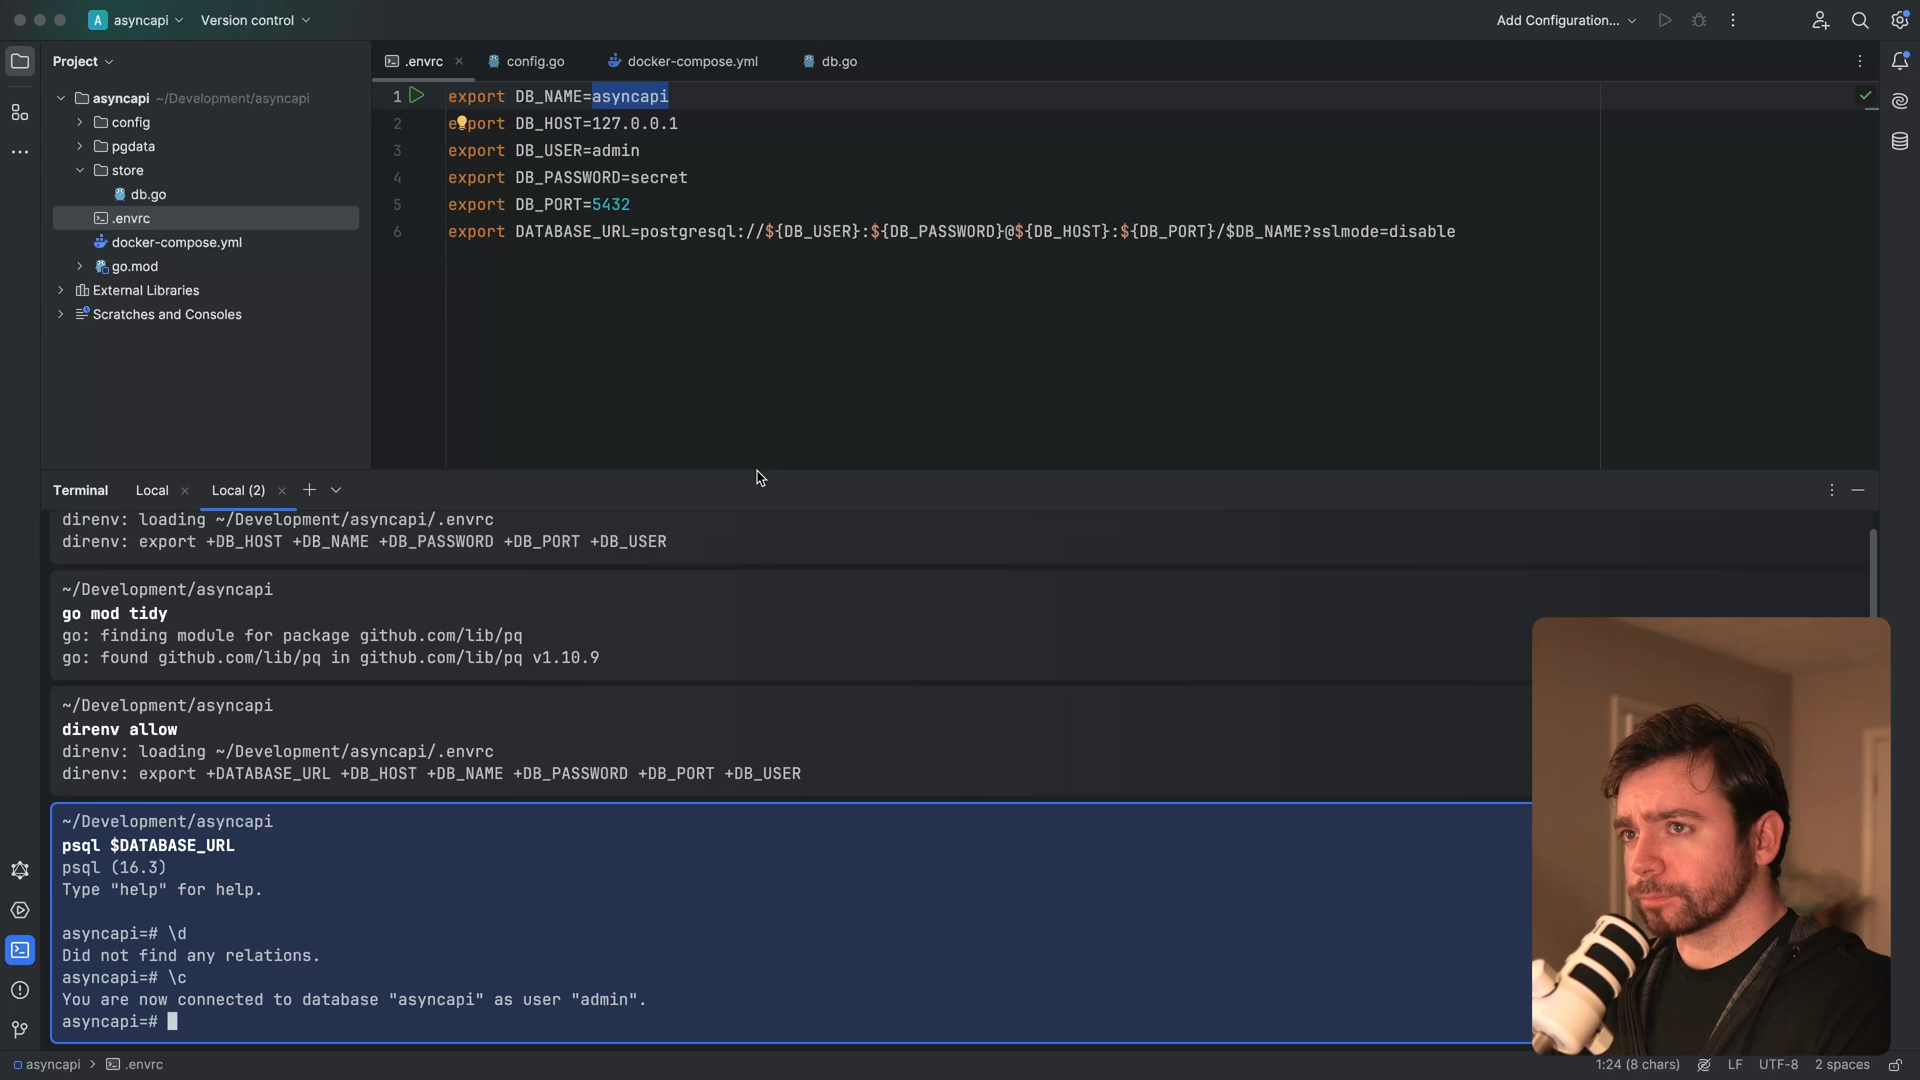 A asyncapi Version control
Add Configuration...
Project
asyncapi ~/Development/asyncapi
config
pgdata
store
db.go
.envrc
docker-compose.yml
go.mod
External Libraries
Scratches and Consoles
.envrc config.go docker-compose.yml db.go
1 export DB_NAME=asyncapi
2 export DB_HOST=127.0.0.1
3 export DB_USER=admin
4 export DB_PASSWORD=secret
5 export DB_PORT=5432
6 export DATABASE_URL=postgresql://${DB_USER}:${DB_PASSWORD}@${DB_HOST}:${DB_PORT}/$DB_NAME?sslmode=disable
Terminal Local Local (2)
direnv: loading ~/Development/asyncapi/.envrc
direnv: export +DB_HOST +DB_NAME +DB_PASSWORD +DB_PORT +DB_USER
~/Development/asyncapi
go mod tidy
go: finding module for package github.com/lib/pq
go: found github.com/lib/pq in github.com/lib/pq v1.10.9
~/Development/asyncapi
direnv allow
direnv: loading ~/Development/asyncapi/.envrc
direnv: export +DATABASE_URL +DB_HOST +DB_NAME +DB_PASSWORD +DB_PORT +DB_USER
~/Development/asyncapi
psql $DATABASE_URL
psql (16.3)
Type "help" for help.
asyncapi=# \d
Did not find any relations.
asyncapi=# \c
You are now connected to database "asyncapi" as user "admin".
asyncapi=#
asyncapi > .envrc
1:24 (8 chars) LF UTF-8 2 spaces